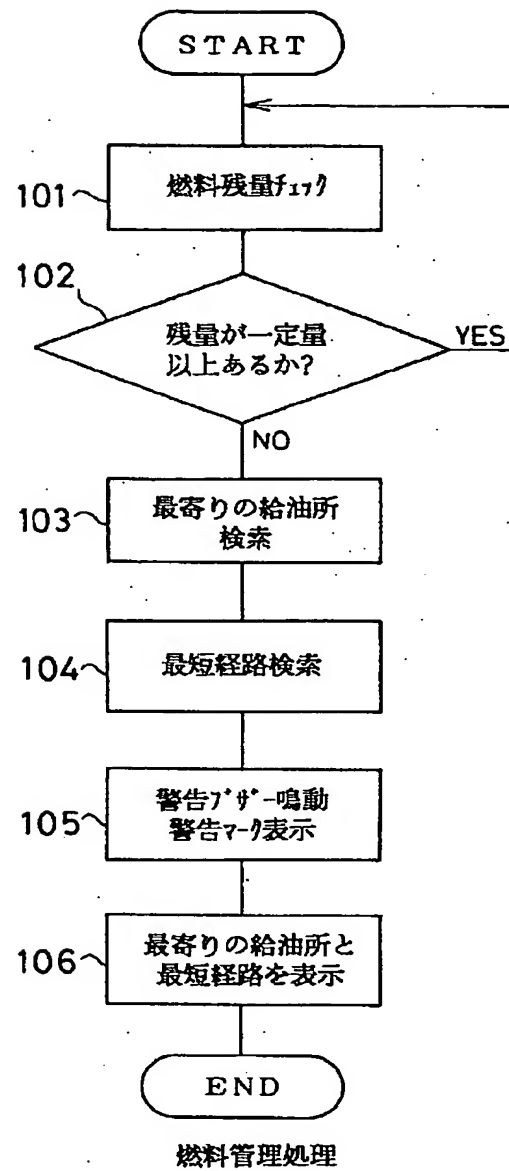 START
101
燃料残量ﾁｪｯｸ
102
残量が一定量
以上あるか?
YES
NO
103
最寄りの給油所
検索
104
最短経路検索
105
警告ﾌﾞｻﾞｰ鳴動
警告ﾏｰｸ表示
106
最寄りの給油所と
最短経路を表示
END
燃料管理処理